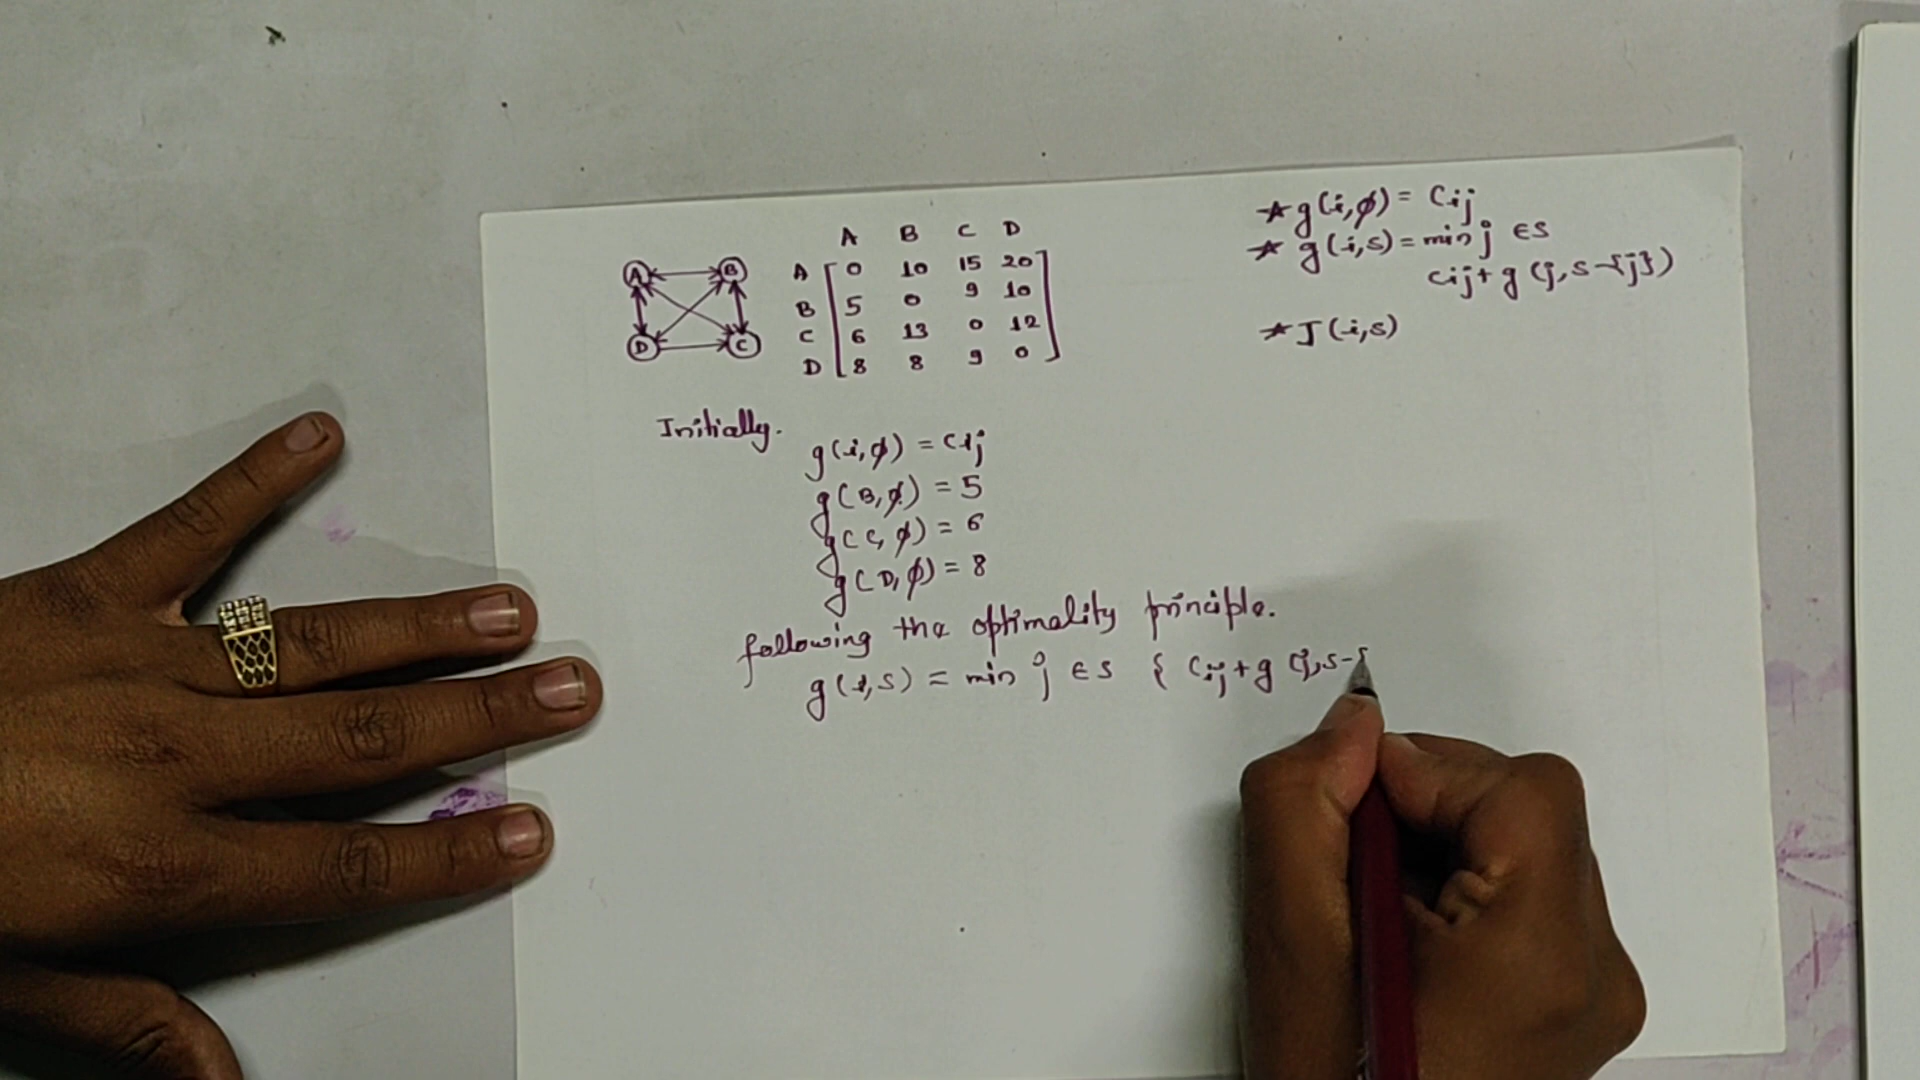 A B C D
A 0 10 15 20
B 5 0 9 10
C 6 13 0 12
D 8 8 9 0
A B
D C
* g(i,φ) = Cij
* g(i,s) = min j ∈ s
cij + g (j, s-{j})
* J (i,s)
Initially.
g(i,φ) = cij
g(B,φ) = 5
g(C,φ) = 6
g(D,φ) = 8
following the optimality principle.
g(i,s) = min j ∈ s { Cij + g (j,s-